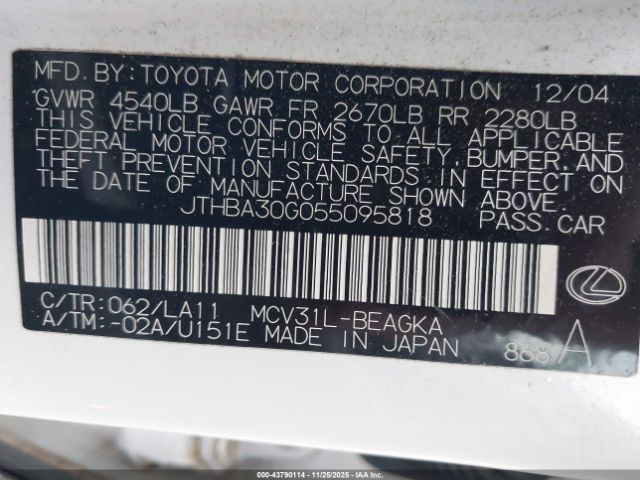 MFD. BY: TOYOTA MOTOR CORPORATION 12/04
GVWR 4540LB GAWR FR 2670LB RR 2280LB
THIS VEHICLE CONFORMS TO ALL APPLICABLE
FEDERAL MOTOR VEHICLE SAFETY, BUMPER, AND
THEFT PREVENTION STANDARDS IN EFFECT ON
THE DATE OF MANUFACTURE SHOWN ABOVE.
JTHBA30G055095818 PASS. CAR
C/TR: 062/LA11 MCV31L-BEAGKA
A/TM: -02A/U151E MADE IN JAPAN 868 A
000-43790114 - 11/25/2025 - IAAI.COM